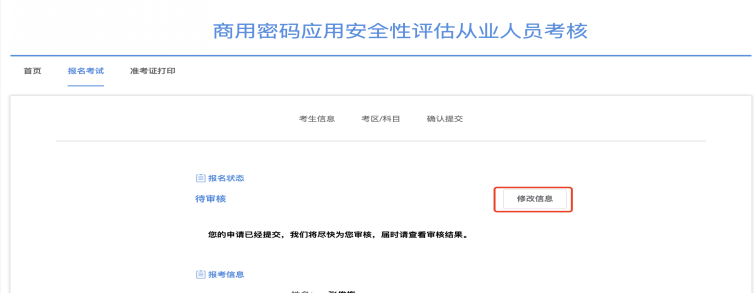 商用密码应用安全性评估从业人员考核
首页 报名考试 准考证打印
考生信息 考区/科目 确认提交
报名状态
待审核 修改信息
您的申请已经提交，我们将尽快为您审核，届时请查看审核结果。
报考信息